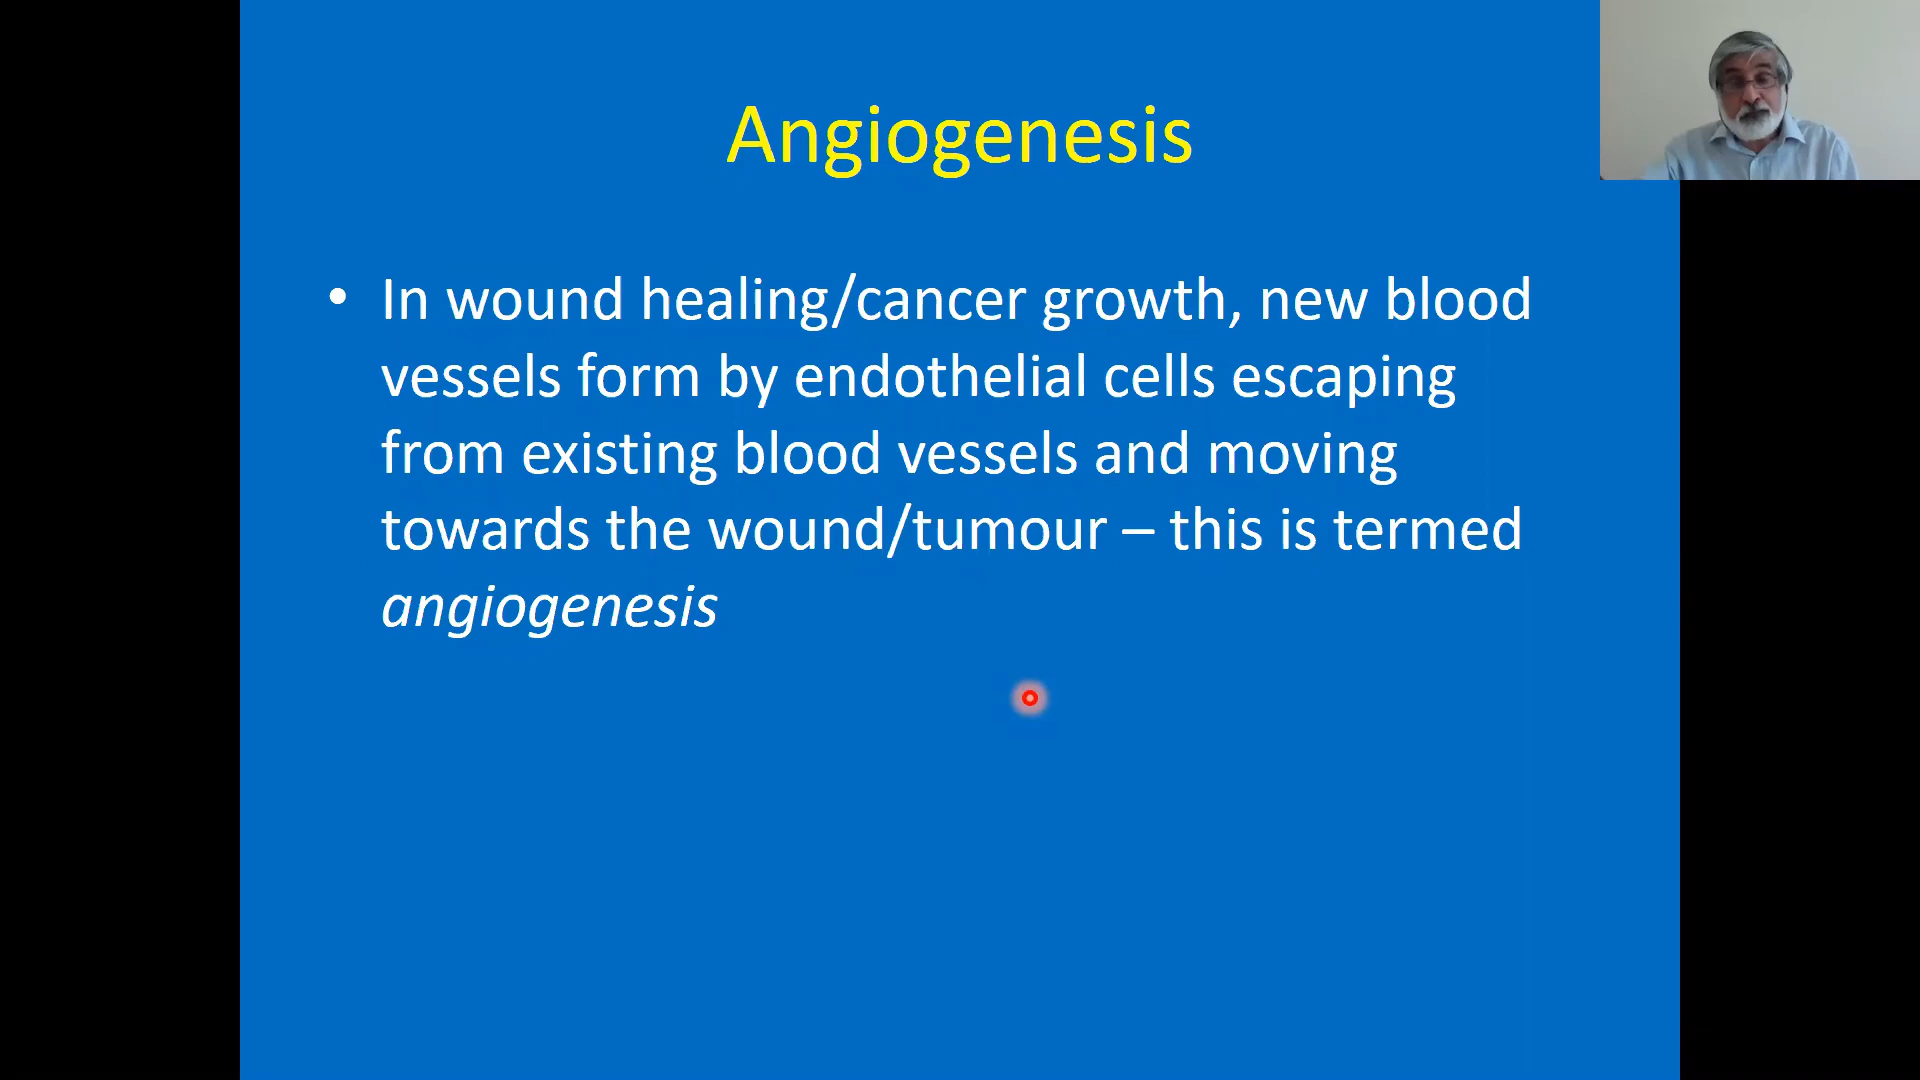 Angiogenesis
• In wound healing/cancer growth, new blood
vessels form by endothelial cells escaping
from existing blood vessels and moving
towards the wound/tumour – this is termed
angiogenesis